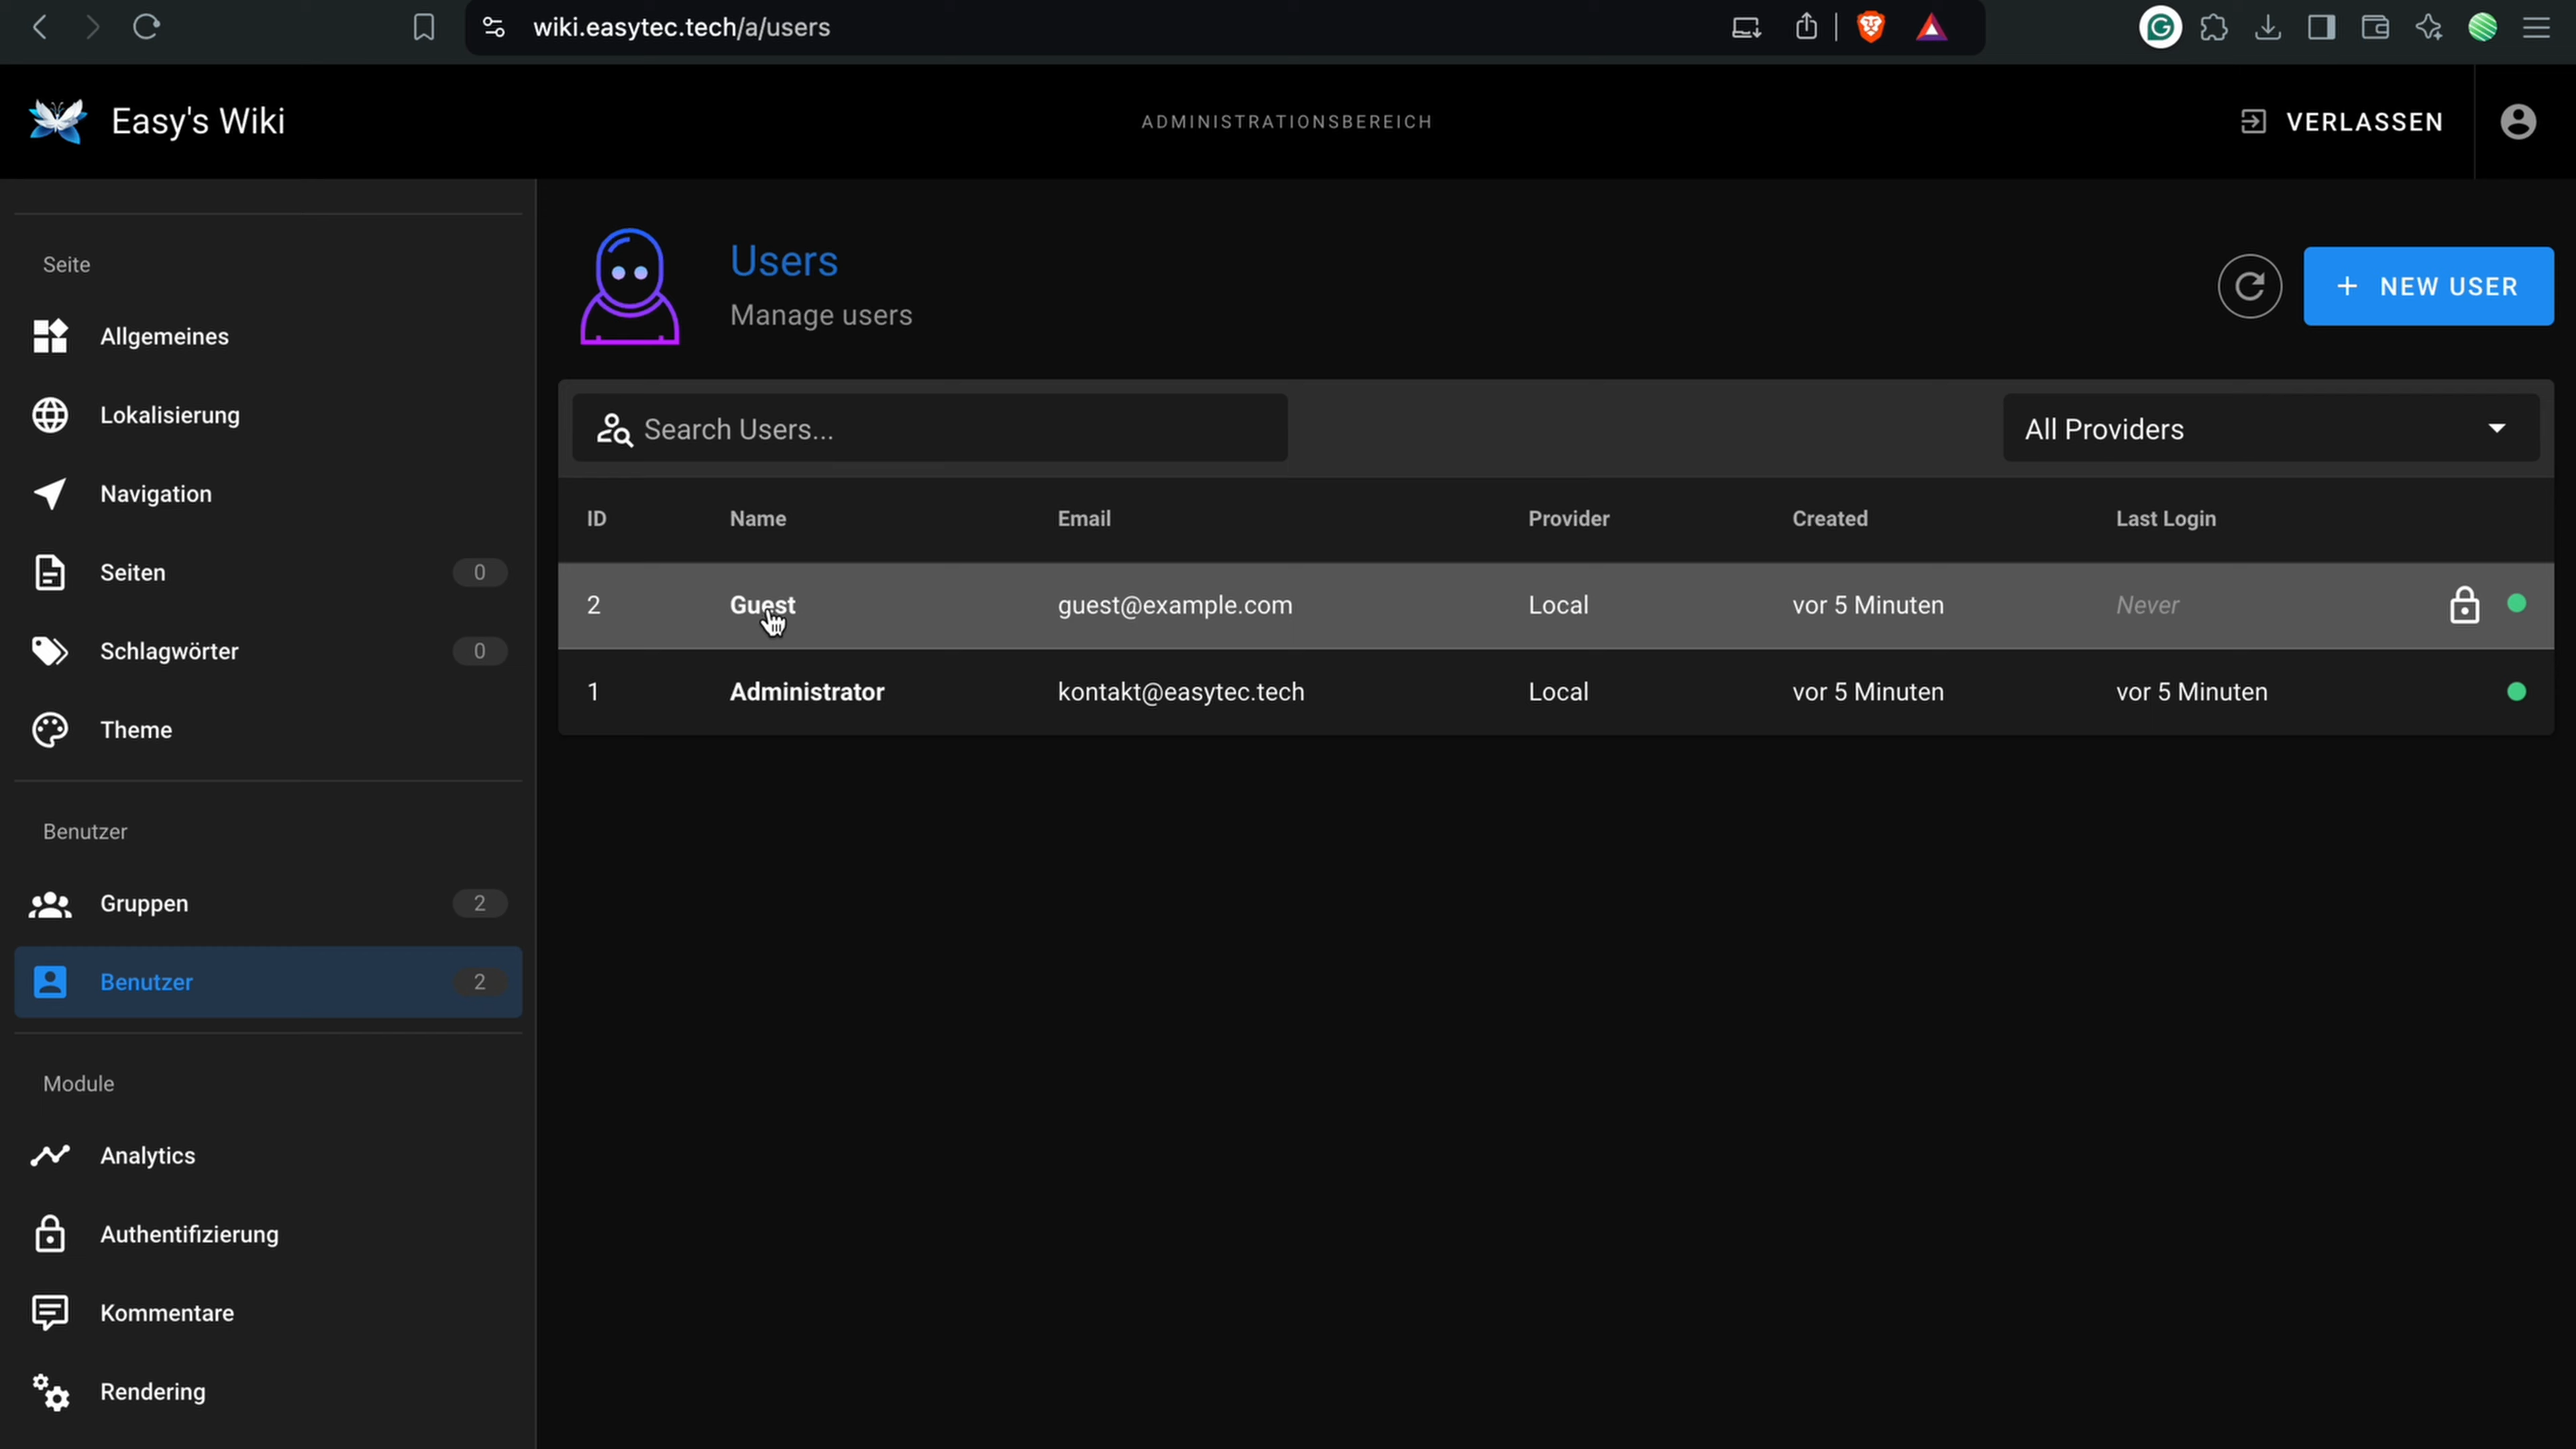 wiki.easytec.tech/a/users
Easy's Wiki
ADMINISTRATIONSBEREICH
VERLASSEN
Seite
Allgemeines
Lokalisierung
Navigation
Seiten 0
Schlagwörter 0
Theme
Benutzer
Gruppen 2
Benutzer 2
Module
Analytics
Authentifizierung
Kommentare
Rendering
Users
Manage users
+ NEW USER
Search Users...
All Providers
ID Name Email Provider Created Last Login
2 Guest guest@example.com Local vor 5 Minuten Never
1 Administrator kontakt@easytec.tech Local vor 5 Minuten vor 5 Minuten